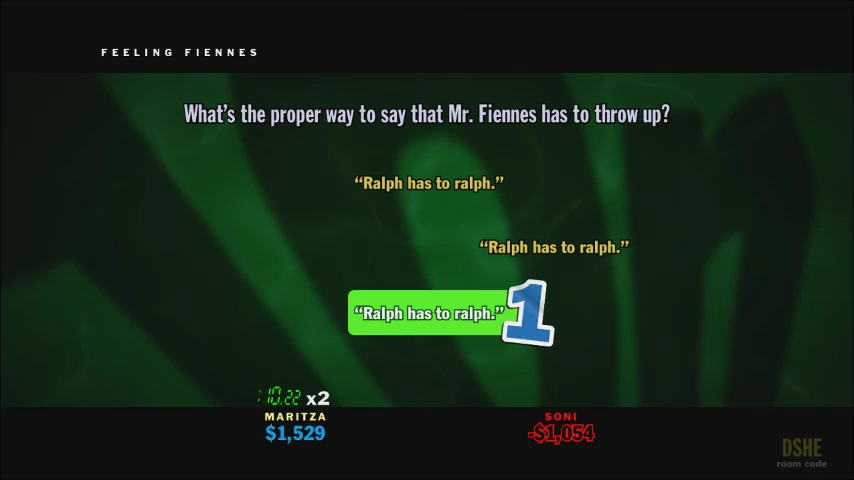 FEELING FIENNES
What's the proper way to say that Mr. Fiennes has to throw up?
“Ralph has to ralph.”
“Ralph has to ralph.”
“Ralph has to ralph.” 1
10.22 x2
MARITZA
$1,529
SONI
-$1,054
DSHE
room code